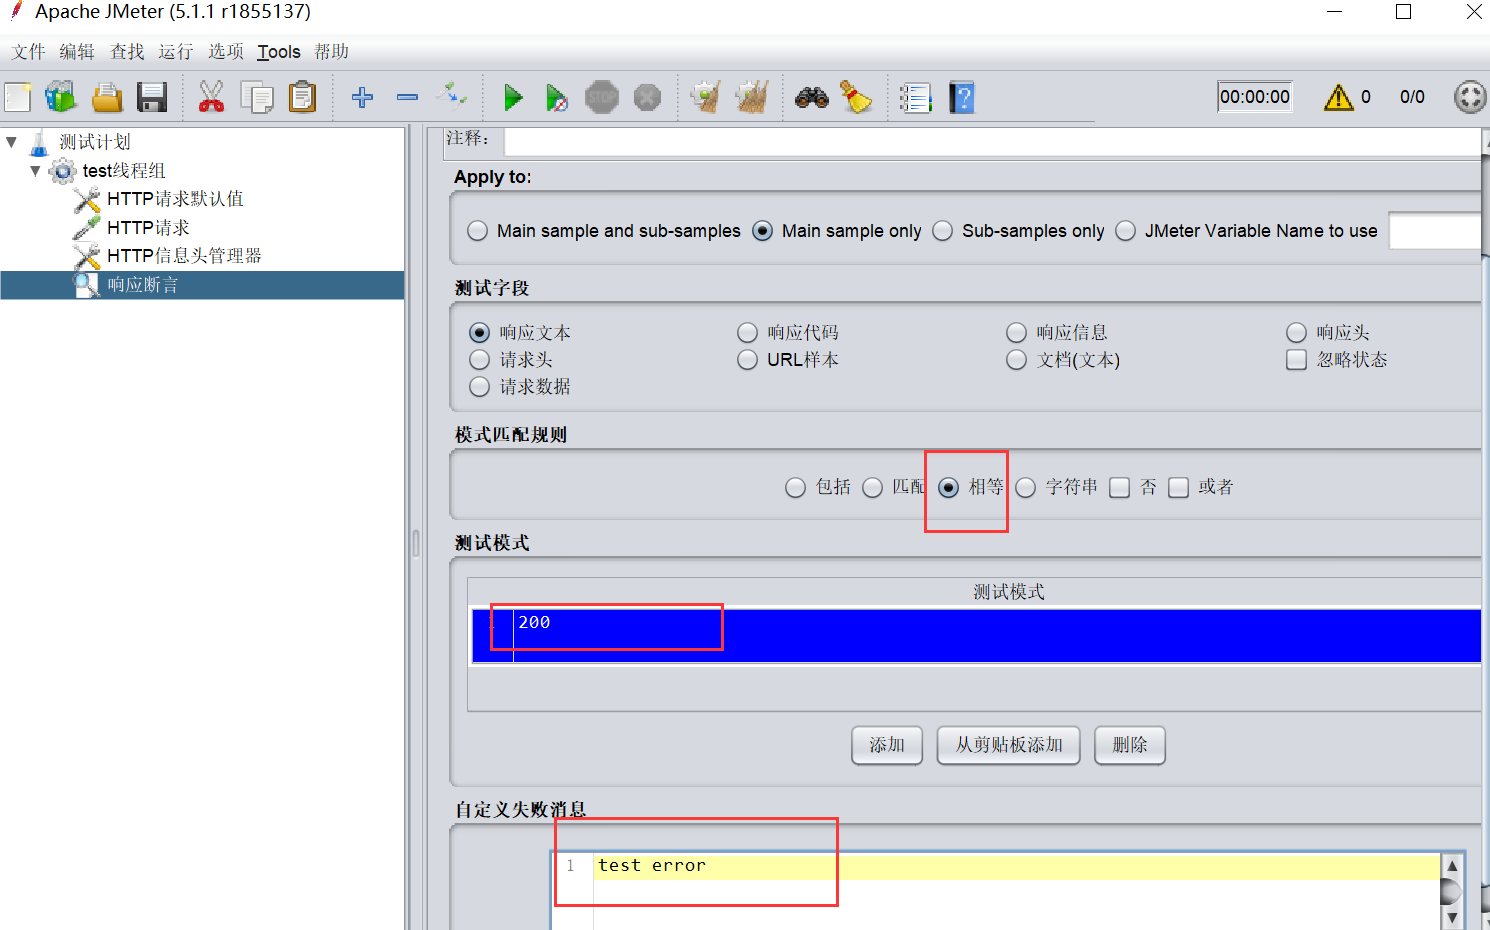 Apache JMeter (5.1.1 r1855137)
文件 编辑 查找 运行 选项 Tools 帮助
STOP 00:00:00 0 0/0
测试计划
test线程组
HTTP请求默认值
HTTP请求
HTTP信息头管理器
响应断言
注释：
Apply to:
Main sample and sub-samples Main sample only Sub-samples only JMeter Variable Name to use
测试字段
响应文本 响应代码 响应信息 响应头
请求头 URL样本 文档(文本) 忽略状态
请求数据
模式匹配规则
包括 匹配 相等 字符串 否 或者
测试模式
测试模式
1 200
添加 从剪贴板添加 删除
自定义失败消息
1 test error